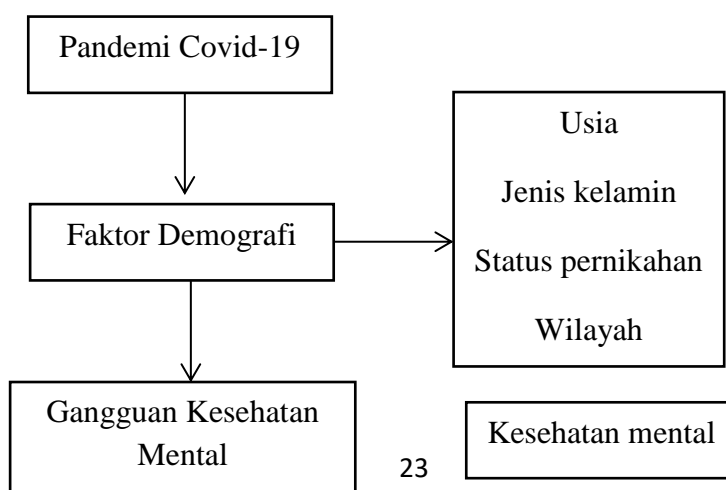 Pandemi Covid-19
Usia
Jenis kelamin
Faktor Demografi
Status pernikahan
Wilayah
Gangguan Kesehatan
Mental
Kesehatan mental
23